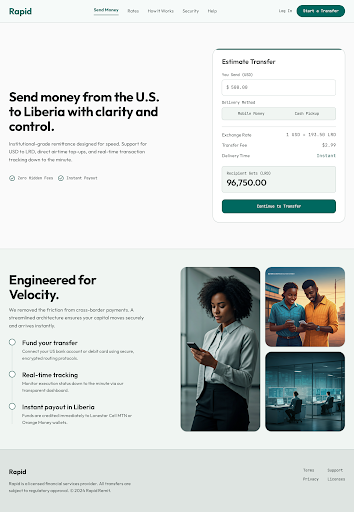 Rapid
Send Money
Rates
How It Works
Security
Help
Log In
Start a Transfer
Send money from the U.S.
to Liberia with clarity and
control.
Institutional-grade remittance designed for speed. Support for
USD to LRD, direct airtime top-ups, and real-time transaction
tracking down to the minute.
Zero Hidden Fees
Instant Payout
Estimate Transfer
You Send (USD)
$ 500.00
Delivery Method
Mobile Money
Cash Pickup
Exchange Rate
1 USD = 193.50 LRD
Transfer Fee
$2.99
Delivery Time
Instant
Recipient Gets (LRD)
96,750.00
Continue to Transfer
Engineered for
Velocity.
We removed the friction from cross-border payments. A
streamlined architecture ensures your capital moves securely
and arrives instantly.
Fund your transfer
Connect your US bank account or debit card using secure,
encrypted routing protocols.
Real-time tracking
Monitor execution status down to the minute via our
transparent dashboard.
Instant payout in Liberia
Funds are credited immediately to Lonestar Cell MTN or
Orange Money wallets.
Rapid
Rapid is a licensed financial services provider. All transfers are
subject to regulatory approval. © 2024 Rapid Remit.
Terms
Support
Privacy
Licenses